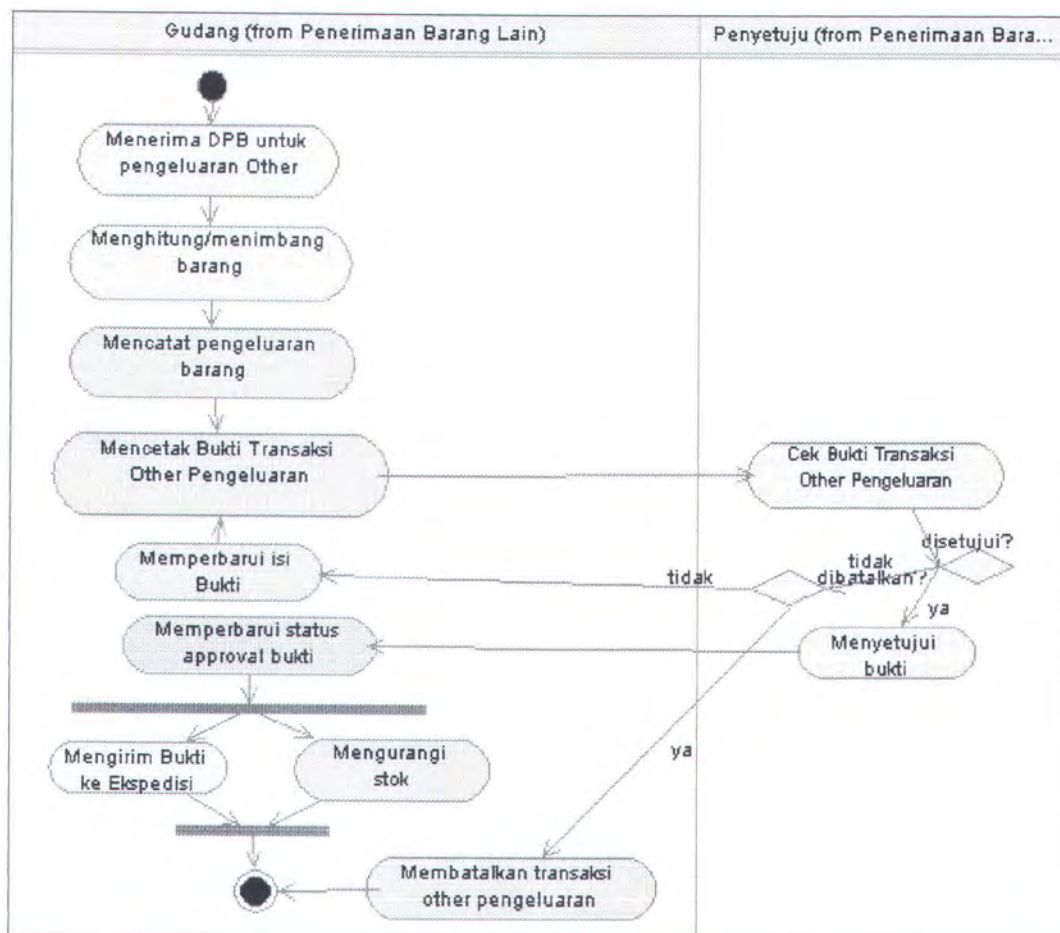 Gudang (from Penerimaan Barang Lain)
Penyetuju (from Penerimaan Bara...
Menerima DPB untuk
pengeluaran Other
Menghitung/menimbang
barang
Mencatat pengeluaran
barang
Mencetak Bukti Transaksi
Other Pengeluaran
Cek Bukti Transaksi
Other Pengeluaran
disetujui?
tidak
dibatalkan?
tidak
Memperbarui isi
Bukti
ya
Memperbarui status
approval bukti
Menyetujui
bukti
Mengirim Bukti
ke Ekspedisi
Mengurangi
stok
ya
Membatalkan transaksi
other pengeluaran